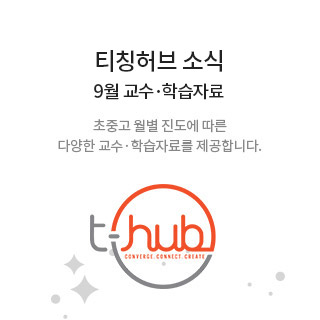 티칭허브 소식
9월 교수·학습자료
초중고 월별 진도에 따른
다양한 교수·학습자료를 제공합니다.
t-hub
CONVERGE CONNECT CREATE